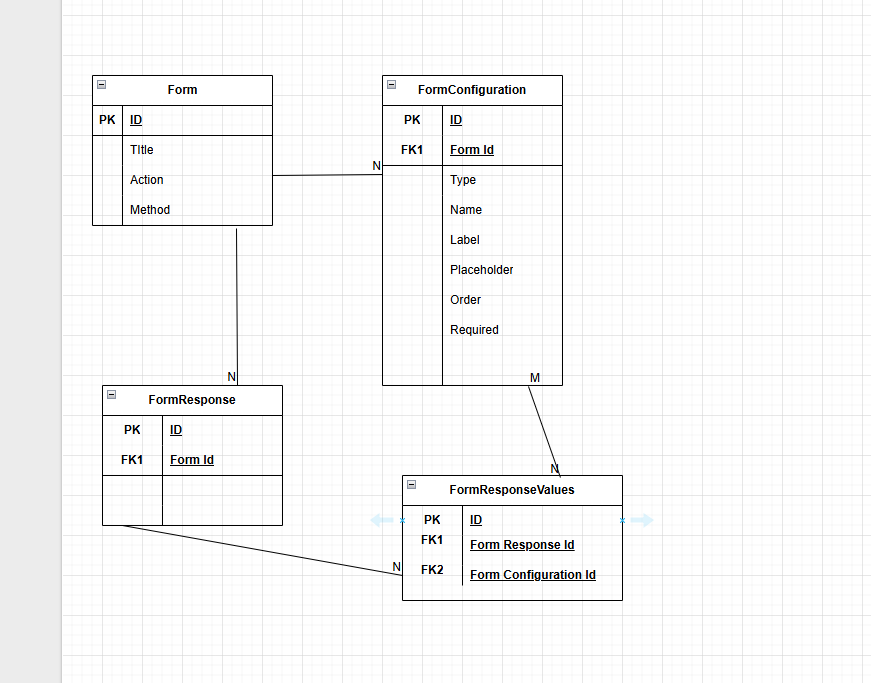 Form
PK ID
TItle
Action
Method
N
FormConfiguration
PK ID
FK1 Form Id
Type
Name
Label
Placeholder
Order
Required
M
N
FormResponse
PK ID
FK1 Form Id
N
FormResponseValues
PK ID
FK1 Form Response Id
FK2 Form Configuration Id
N